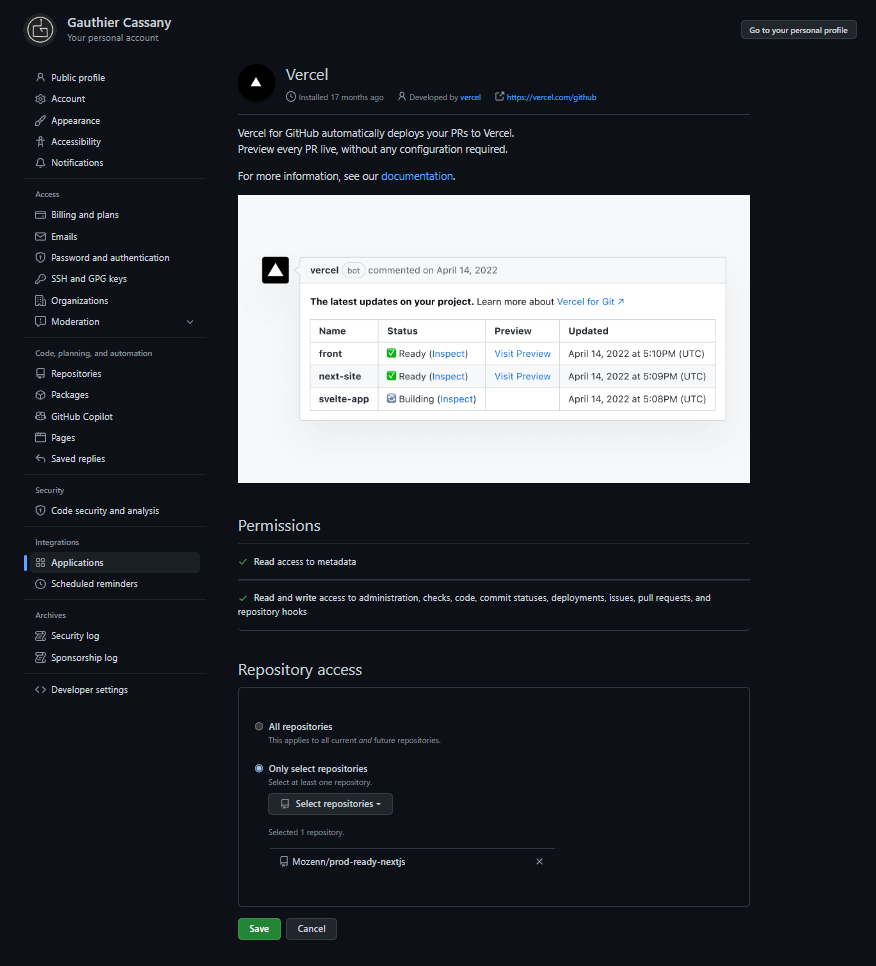 Gauthier Cassany
Your personal account
Go to your personal profile
Public profile
Account
Appearance
Accessibility
Notifications
Access
Billing and plans
Emails
Password and authentication
SSH and GPG keys
Organizations
Moderation
Code, planning, and automation
Repositories
Packages
GitHub Copilot
Pages
Saved replies
Security
Code security and analysis
Integrations
Applications
Scheduled reminders
Archives
Security log
Sponsorship log
Developer settings
Vercel
Installed 17 months ago Developed by vercel https://vercel.com/github
Vercel for GitHub automatically deploys your PRs to Vercel.
Preview every PR live, without any configuration required.
For more information, see our documentation.
vercel bot commented on April 14, 2022
The latest updates on your project. Learn more about Vercel for Git ↗
Name Status Preview Updated
front ✅ Ready (Inspect) Visit Preview April 14, 2022 at 5:10PM (UTC)
next-site ✅ Ready (Inspect) Visit Preview April 14, 2022 at 5:09PM (UTC)
svelte-app 🔄 Building (Inspect) April 14, 2022 at 5:08PM (UTC)
Permissions
Read access to metadata
Read and write access to administration, checks, code, commit statuses, deployments, issues, pull requests, and
repository hooks
Repository access
All repositories
This applies to all current and future repositories.
Only select repositories
Select at least one repository.
Select repositories
Selected 1 repository.
Mozenn/prod-ready-nextjs
Save Cancel